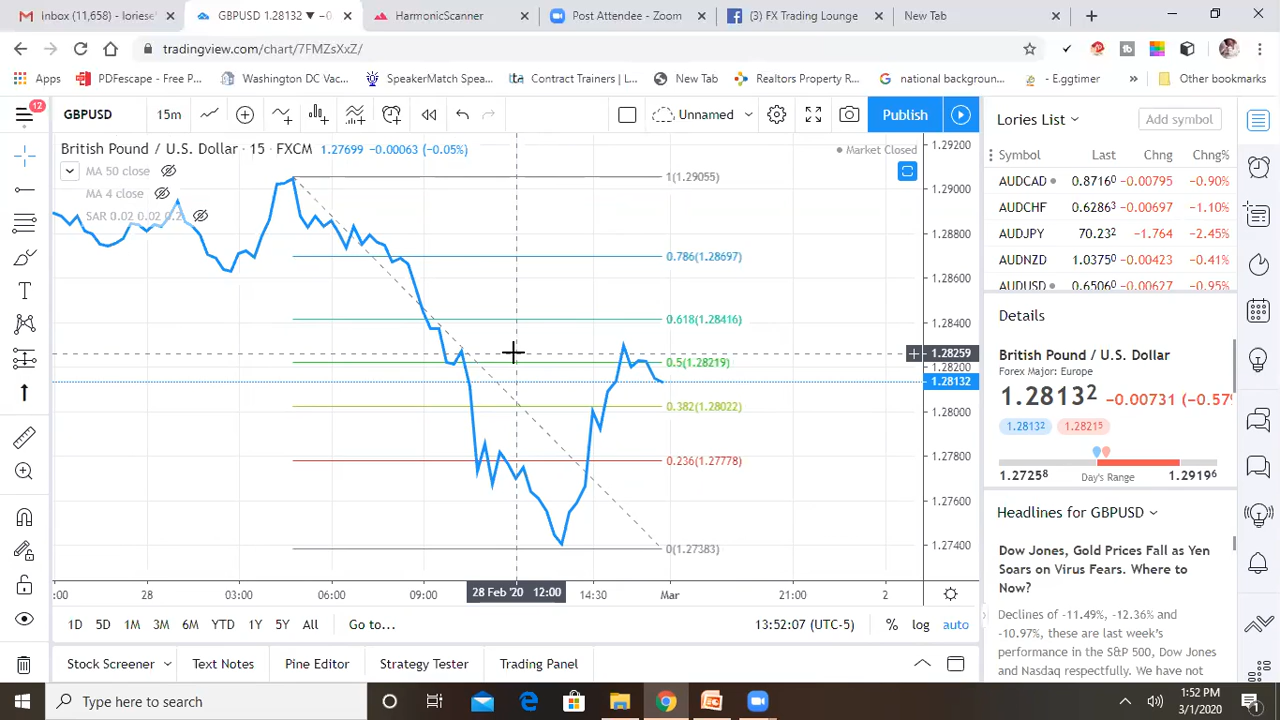 inbox (11,658) - loriese
GBPUSD 1.28132 ▼ −0
HarmonicScanner
Post Attendee - Zoom
(3) FX Trading Lounge
New Tab
tradingview.com/chart/7FMZsXxZ/
Apps
PDFescape - Free P...
Washington DC Vac...
SpeakerMatch Spea...
Contract Trainers | L...
New Tab
Realtors Property R...
national backgroun...
- E.ggtimer
Other bookmarks
12
GBPUSD
15m
Unnamed
Publish
Lories List
Add symbol
British Pound / U.S. Dollar · 15 · FXCM 1.27699 −0.00063 (−0.05%)
Market Closed
MA 50 close
MA 4 close
SAR 0.02 0.02 0.2
1(1.29055)
0.786(1.28697)
0.618(1.28416)
0.5(1.28219)
0.382(1.28022)
0.236(1.27778)
0(1.27383)
1.29200
1.29000
1.28800
1.28600
1.28400
1.28259
1.28200
1.28132
1.28000
1.27800
1.27600
1.27400
:00
28
03:00
06:00
09:00
28 Feb '20 12:00
14:30
Mar
21:00
2
1D 5D 1M 3M 6M YTD 1Y 5Y All Go to...
13:52:07 (UTC-5)
% log auto
Stock Screener
Text Notes
Pine Editor
Strategy Tester
Trading Panel
Symbol Last Chng Chng%
AUDCAD 0.8716⁰ −0.00795 −0.90%
AUDCHF 0.6286³ −0.00697 −1.10%
AUDJPY 70.23² −1.764 −2.45%
AUDNZD 1.0375⁰ −0.00423 −0.41%
AUDUSD 0.6506⁴ −0.00627 −0.95%
Details
British Pound / U.S. Dollar
Forex Major: Europe
1.2813² −0.00731 (−0.57%
1.2813² 1.2821⁵
1.2725⁸ Day's Range 1.2919⁶
Headlines for GBPUSD
Dow Jones, Gold Prices Fall as Yen
Soars on Virus Fears. Where to
Now?
Declines of -11.49%, -12.36% and
-10.97%, these are last week's
performance in the S&P 500, Dow Jones
and Nasdaq respectfully. We have not
Type here to search
1:52 PM
3/1/2020
1